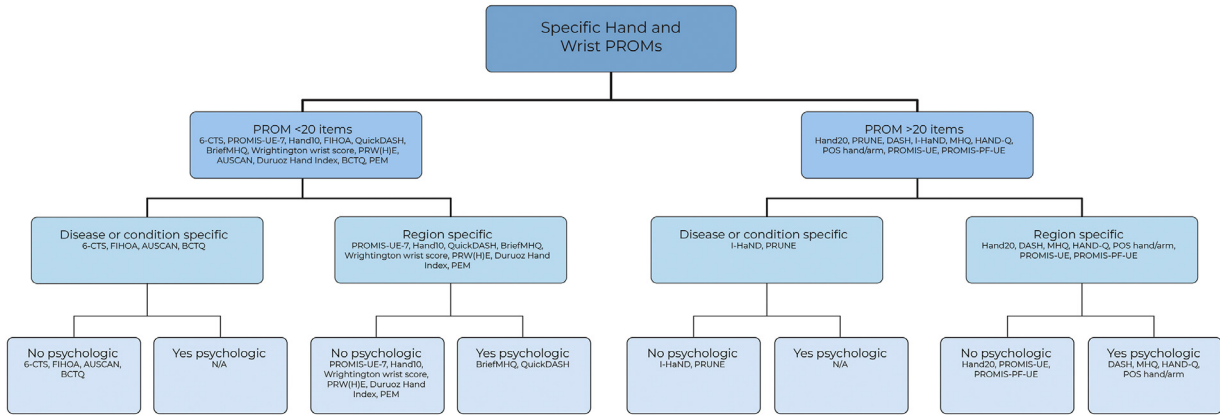 Specific Hand and
Wrist PROMs
PROM <20 items
6-CTS, PROMIS-UE-7, Hand10, FIHOA, QuickDASH,
BriefMHQ, Wrightington wrist score, PRW(H)E,
AUSCAN, Duruoz Hand Index, BCTQ, PEM
PROM >20 items
Hand20, PRUNE, DASH, I-HaND, MHQ, HAND-Q,
POS hand/arm, PROMIS-UE, PROMIS-PF-UE
Disease or condition specific
6-CTS, FIHOA, AUSCAN, BCTQ
Region specific
PROMIS-UE-7, Hand10, QuickDASH, BriefMHQ,
Wrightington wrist score, PRW(H)E, Duruoz Hand
Index, PEM
Disease or condition specific
I-HaND, PRUNE
Region specific
Hand20, DASH, MHQ, HAND-Q, POS hand/arm,
PROMIS-UE, PROMIS-PF-UE
No psychologic
6-CTS, FIHOA, AUSCAN,
BCTQ
Yes psychologic
N/A
No psychologic
PROMIS-UE-7, Hand10,
Wrightington wrist score,
PRW(H)E, Duruoz Hand
Index, PEM
Yes psychologic
BriefMHQ, QuickDASH
No psychologic
I-HaND, PRUNE
Yes psychologic
N/A
No psychologic
Hand20, PROMIS-UE,
PROMIS-PF-UE
Yes psychologic
DASH, MHQ, HAND-Q,
POS hand/arm